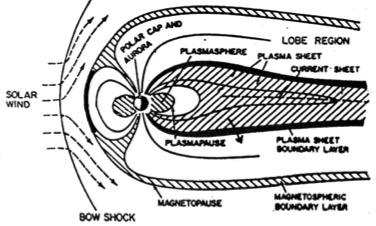 POLAR CAP AND
AURORA
LOBE REGION
PLASMASPHERE
PLASMA SHEET
CURRENT SHEET
SOLAR
WIND
PLASMAPAUSE
PLASMA SHEET
BOUNDARY LAYER
MAGNETOPAUSE
MAGNETOSPHERIC
BOUNDARY LAYER
BOW SHOCK